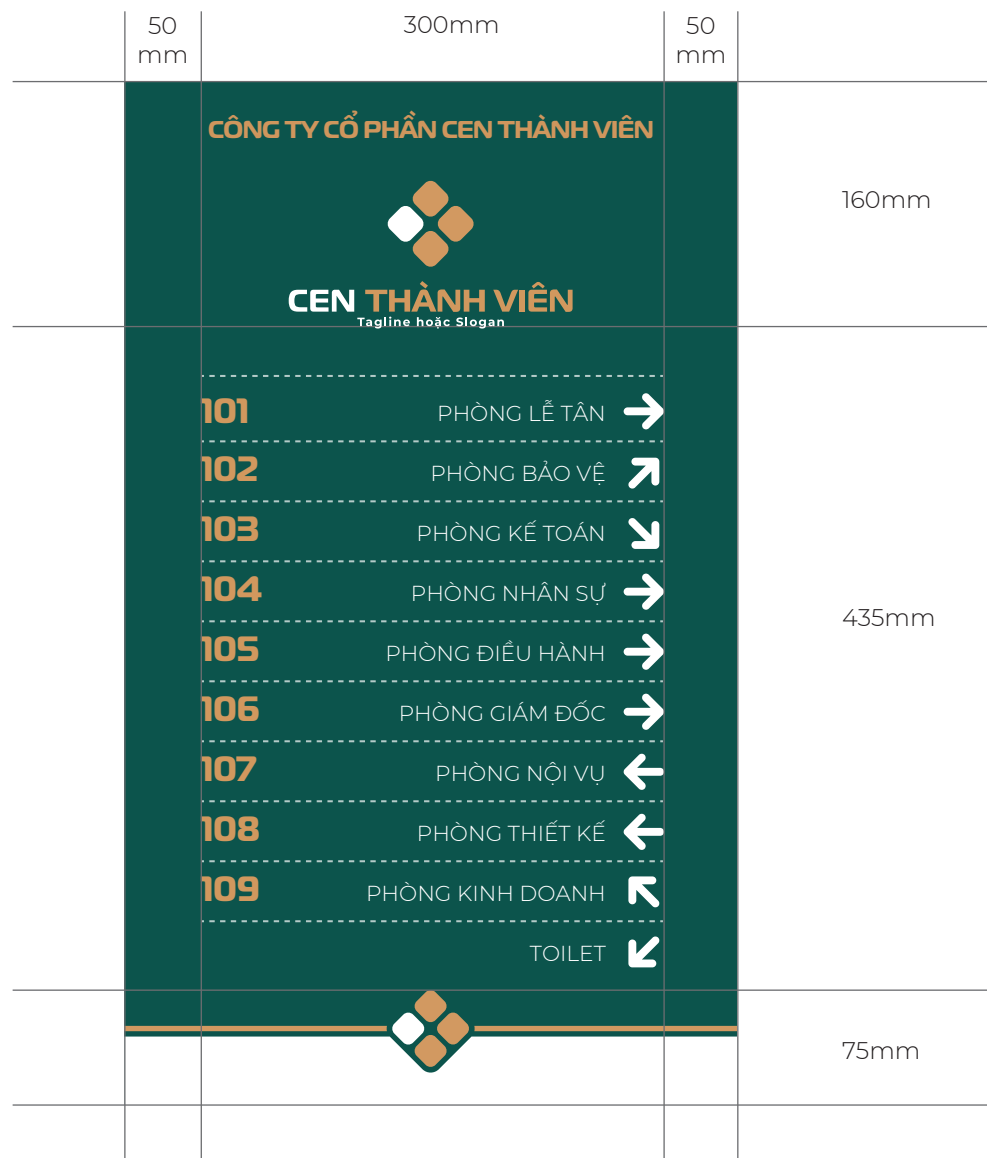 50
mm
300mm
50
mm
CÔNG TY CỔ PHẦN CEN THÀNH VIÊN
160mm
CEN THÀNH VIÊN
Tagline hoặc Slogan
101 PHÒNG LỄ TÂN
102 PHÒNG BẢO VỆ
103 PHÒNG KẾ TOÁN
104 PHÒNG NHÂN SỰ
435mm
105 PHÒNG ĐIỀU HÀNH
106 PHÒNG GIÁM ĐỐC
107 PHÒNG NỘI VỤ
108 PHÒNG THIẾT KẾ
109 PHÒNG KINH DOANH
TOILET
75mm